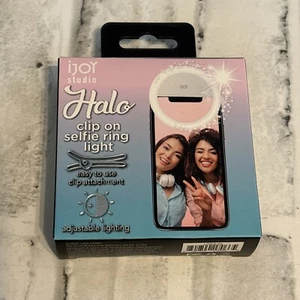 iJOY
studio
Halo
clip on
selfie ring
light
easy to use
clip attachment
adjustable lighting